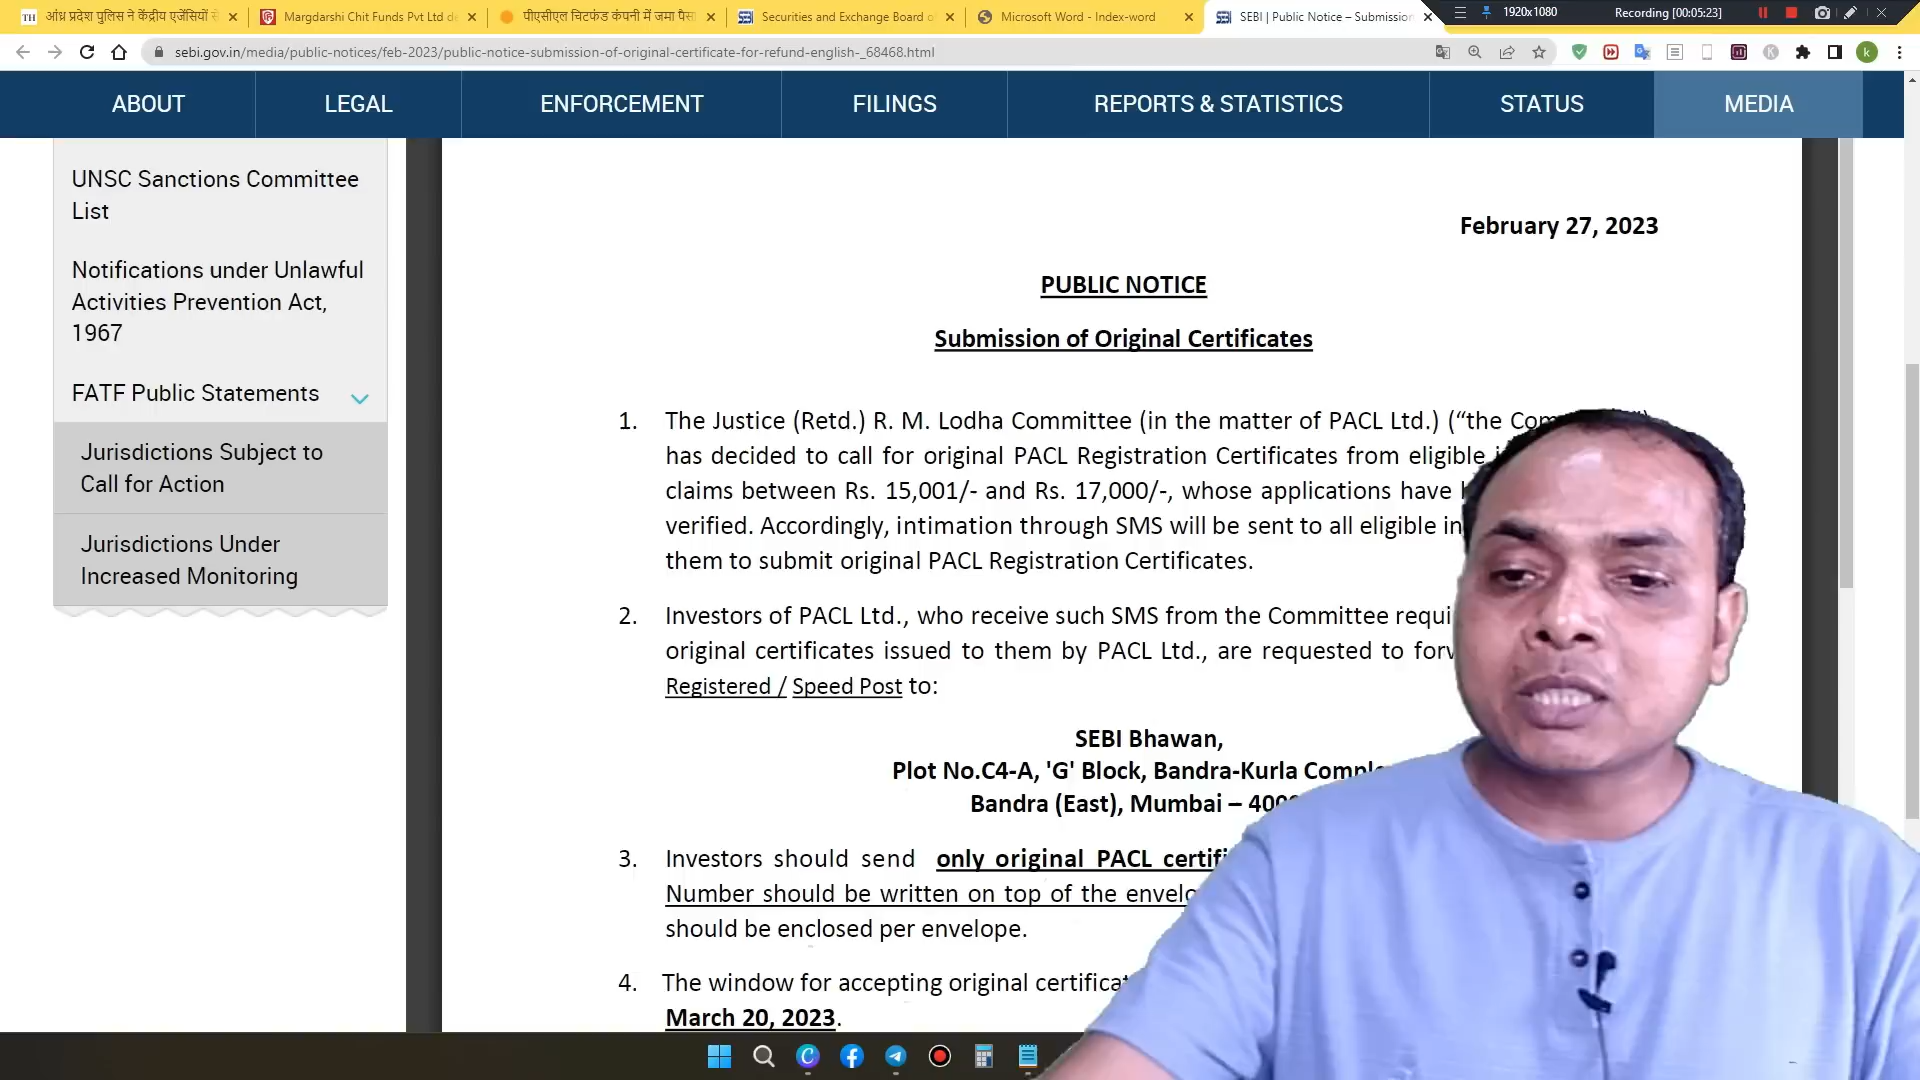 TH आंध्र प्रदेश पुलिस ने केंद्रीय एजेंसियों से
Margdarshi Chit Funds Pvt Ltd de
पीएसीएल चिटफंड कंपनी में जमा पैस
Securities and Exchange Board o
Microsoft Word - Index-word
SEBI | Public Notice – Submission
1920x1080
Recording [00:05:23]
sebi.gov.in/media/public-notices/feb-2023/public-notice-submission-of-original-certificate-for-refund-english-_68468.html
k
ABOUT
LEGAL
ENFORCEMENT
FILINGS
REPORTS & STATISTICS
STATUS
MEDIA
UNSC Sanctions Committee
List
Notifications under Unlawful
Activities Prevention Act,
1967
FATF Public Statements
Jurisdictions Subject to
Call for Action
Jurisdictions Under
Increased Monitoring
February 27, 2023
PUBLIC NOTICE
Submission of Original Certificates
1. The Justice (Retd.) R. M. Lodha Committee (in the matter of PACL Ltd.) (“the
has decided to call for original PACL Registration Certificates from eligible
claims between Rs. 15,001/- and Rs. 17,000/-, whose applications have
verified. Accordingly, intimation through SMS will be sent to all eligible
them to submit original PACL Registration Certificates.
2. Investors of PACL Ltd., who receive such SMS from the Committee
original certificates issued to them by PACL Ltd., are requested to
Registered / Speed Post to:
SEBI Bhawan,
Plot No.C4-A, 'G' Block, Bandra-Kurla
Bandra (East), Mumbai –
3. Investors should send only original PACL
Number should be written on top of the
should be enclosed per envelope.
4. The window for accepting original
March 20, 2023.